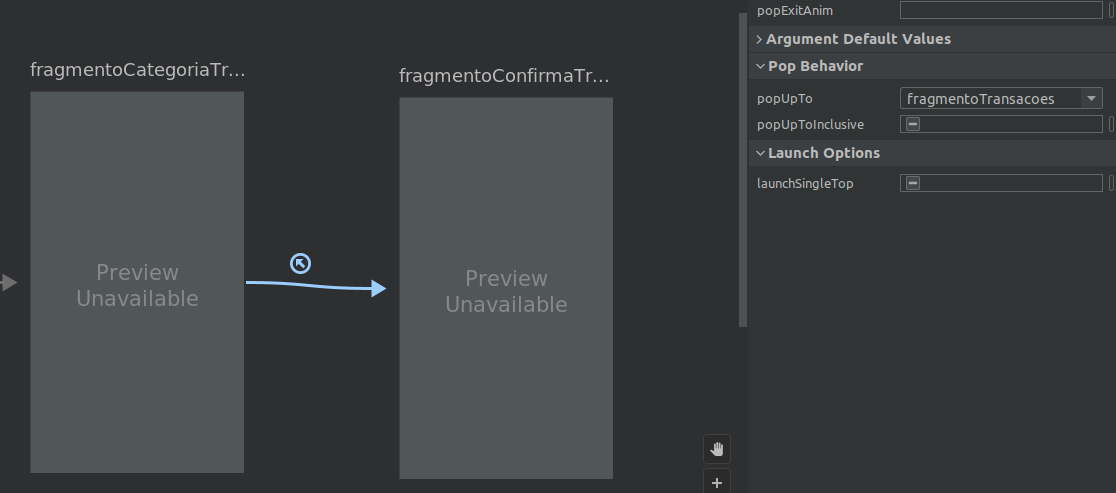 fragmentoCategoriaTr...
Preview
Unavailable
fragmentoConfirmaTr...
Preview
Unavailable
popExitAnim
Argument Default Values
Pop Behavior
popUpTo
fragmentoTransacoes
popUpToInclusive
Launch Options
launchSingleTop